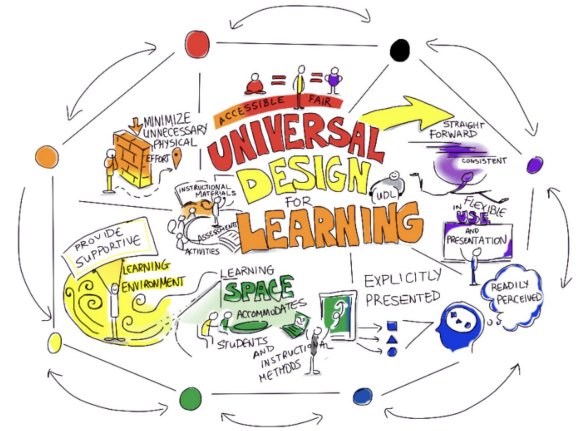 ACCESSIBLE FAIR
UNIVERSAL
DESIGN
FOR
LEARNING
UDL
MINIMIZE
UNNECESSARY
PHYSICAL
EFFORT
STRAIGHT
FORWARD
CONSISTENT
INSTRUCTIONAL
MATERIALS
ASSESSMENTS
ACTIVITIES
FLEXIBLE
IN USE
AND
PRESENTATION
PROVIDE
SUPPORTIVE
LEARNING
ENVIRONMENT
LEARNING
SPACE
ACCOMMODATES
STUDENTS
AND
INSTRUCTIONAL
METHODS
EXPLICITLY
PRESENTED
READILY
PERCEIVED